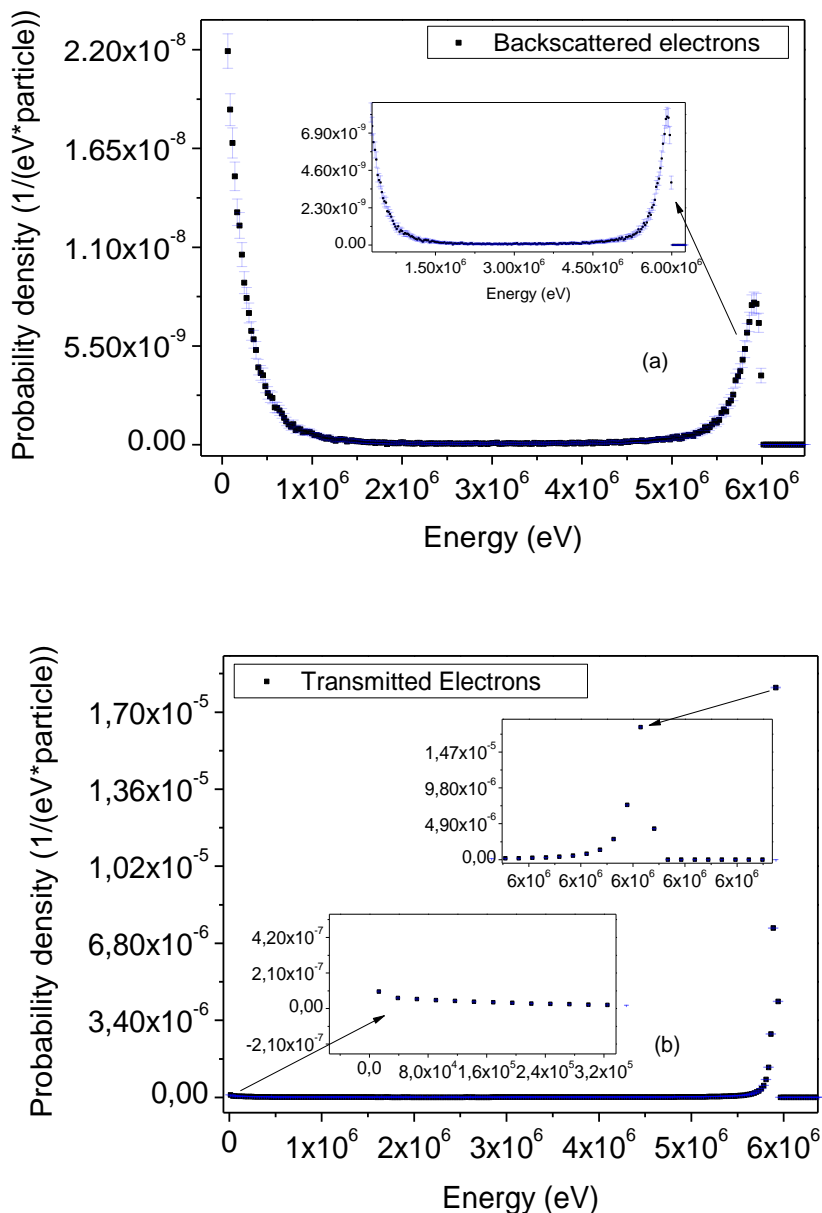 Backscattered electrons
2.20x10⁻⁸
1.65x10⁻⁸
1.10x10⁻⁸
5.50x10⁻⁹
0.00
Probability density (1/(eV*particle))
6.90x10⁻⁹
4.60x10⁻⁹
2.30x10⁻⁹
0.00
1.50x10⁶ 3.00x10⁶ 4.50x10⁶ 6.00x10⁶
Energy (eV)
(a)
0 1x10⁶ 2x10⁶ 3x10⁶ 4x10⁶ 5x10⁶ 6x10⁶
Energy (eV)
Transmitted Electrons
1,70x10⁻⁵
1,36x10⁻⁵
1,02x10⁻⁵
6,80x10⁻⁶
3,40x10⁻⁶
0,00
Probability density (1/(eV*particle))
1,47x10⁻⁵
9,80x10⁻⁶
4,90x10⁻⁶
0,00
6x10⁶ 6x10⁶ 6x10⁶ 6x10⁶ 6x10⁶
4,20x10⁻⁷
2,10x10⁻⁷
0,00
-2,10x10⁻⁷
0,0 8,0x10⁴ 1,6x10⁵ 2,4x10⁵ 3,2x10⁵
(b)
0 1x10⁶ 2x10⁶ 3x10⁶ 4x10⁶ 5x10⁶ 6x10⁶
Energy (eV)